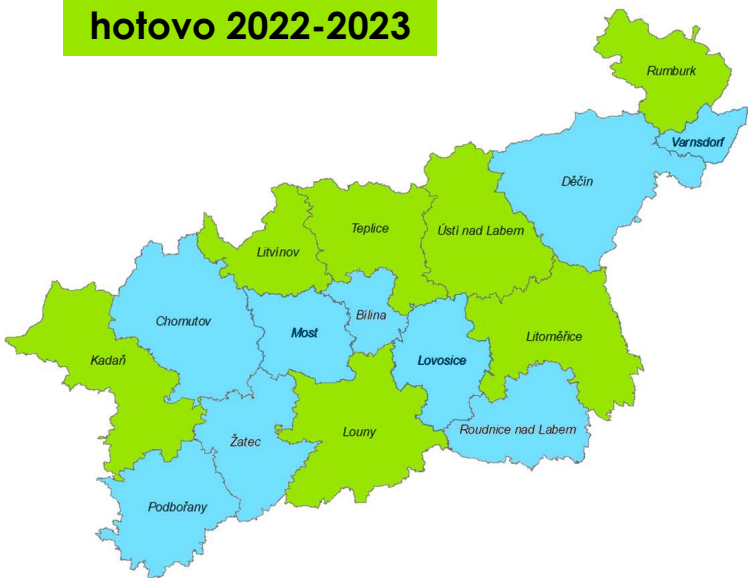 hotovo 2022-2023
Rumburk
Varnsdorf
Děčín
Teplice
Ústí nad Labem
Litvínov
Chomutov
Most
Bílina
Litoměřice
Kadaň
Lovosice
Žatec
Louny
Roudnice nad Labem
Podbořany